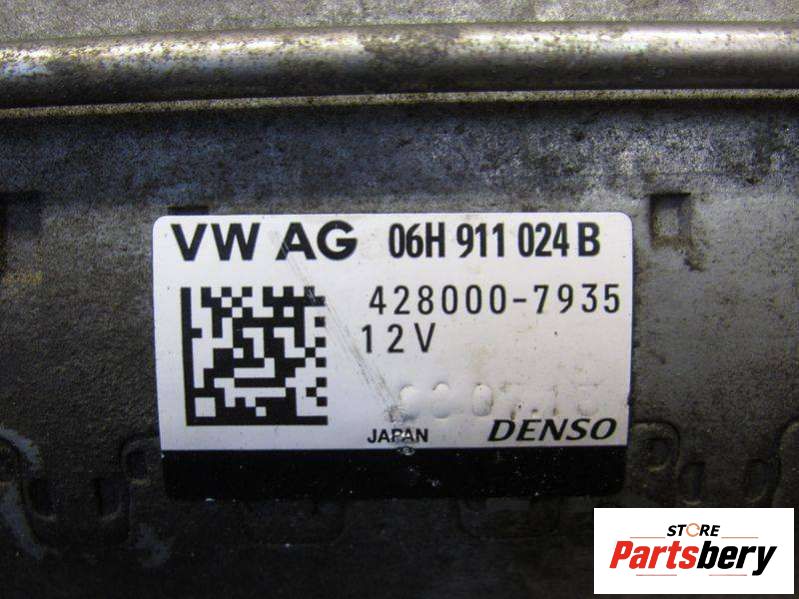 VW AG 06H 911 024 B
428000-7935
12V
JAPAN DENSO
STORE
Partsbery